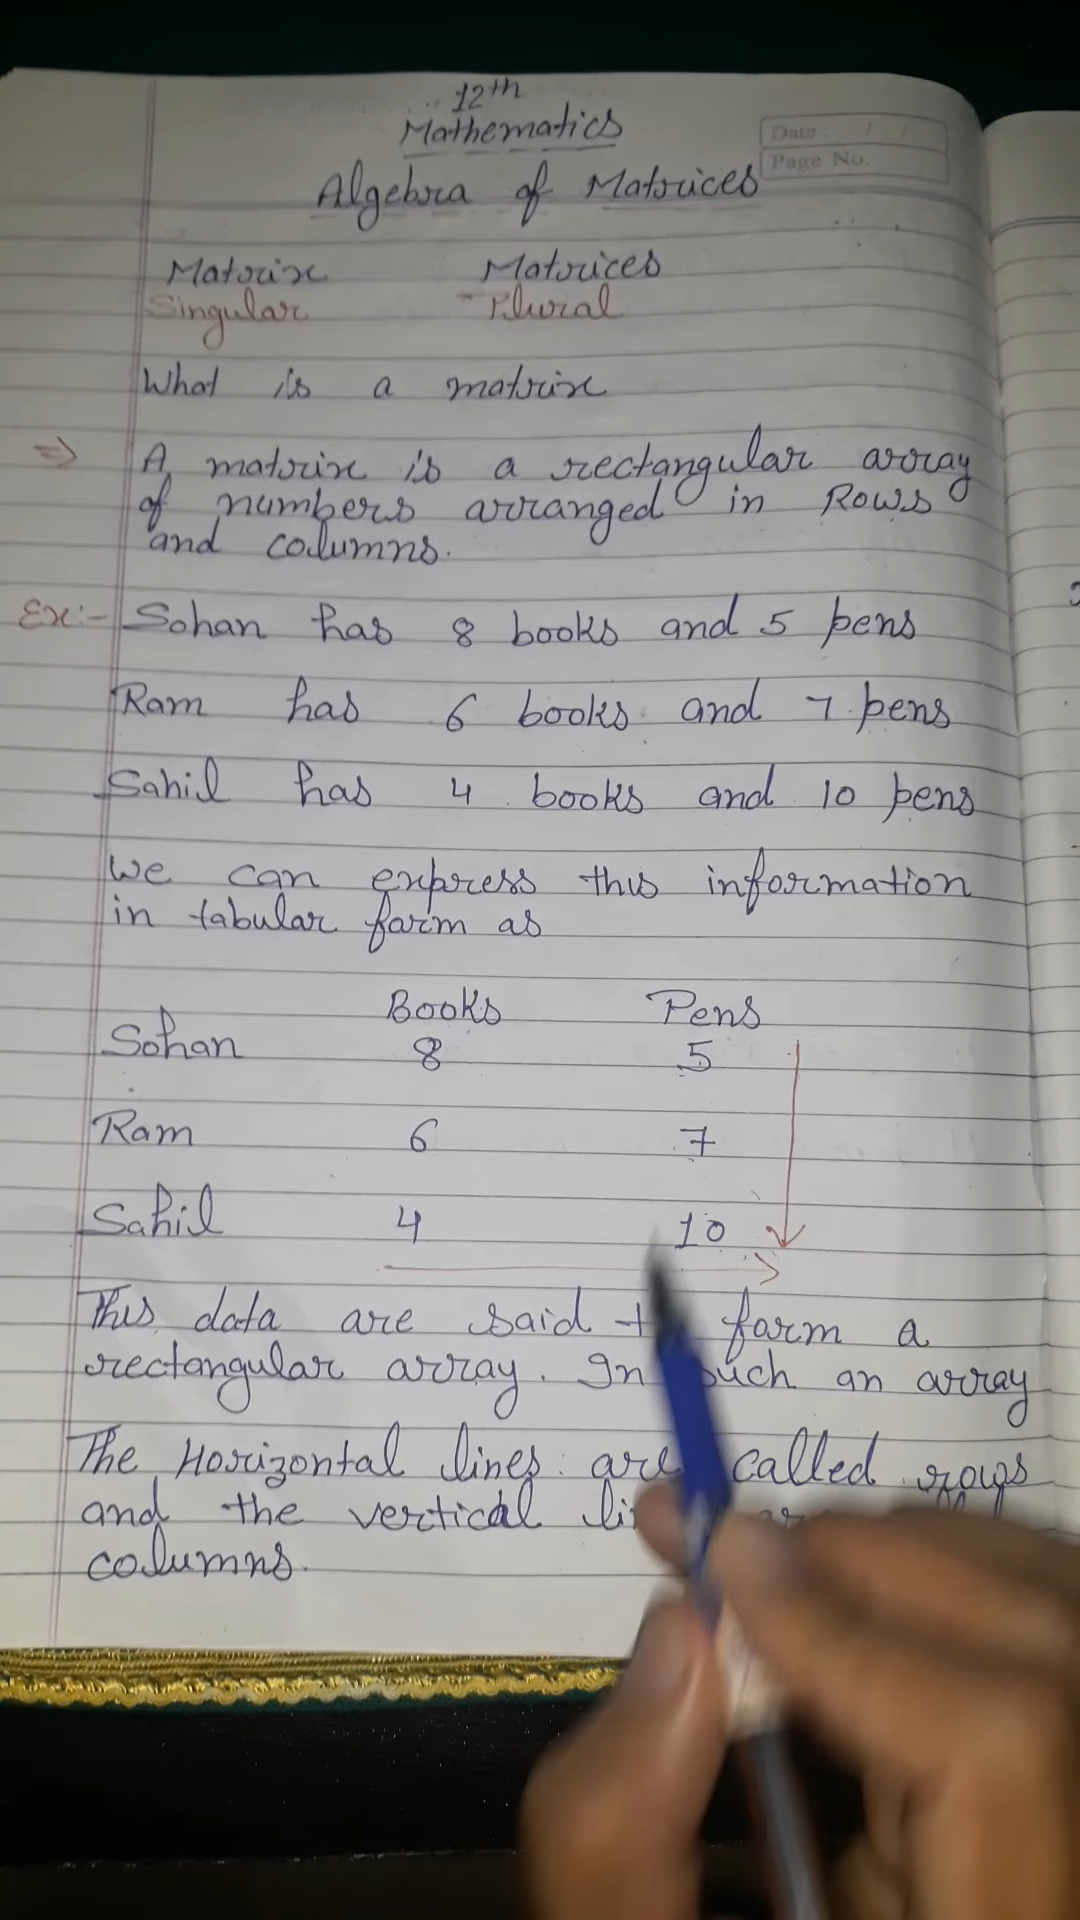 12th
Mathematics
Date : / /
Page No.
Algebra of Matrices
Matrix Matrices
Singular Plural
What is a matrix
⇒ A matrix is a rectangular array
of numbers arranged in Rows
and columns.
Ex:- Sohan has 8 books and 5 pens
Ram has 6 books and 7 pens
Sahil has 4 books and 10 pens
We can express this information
in tabular farm as
Books Pens
Sohan 8 5
Ram 6 7
Sahil 4 10
This data are said farm a
rectangular array. In such an array
The Horizontal lines are called rows
and the vertical
columns.